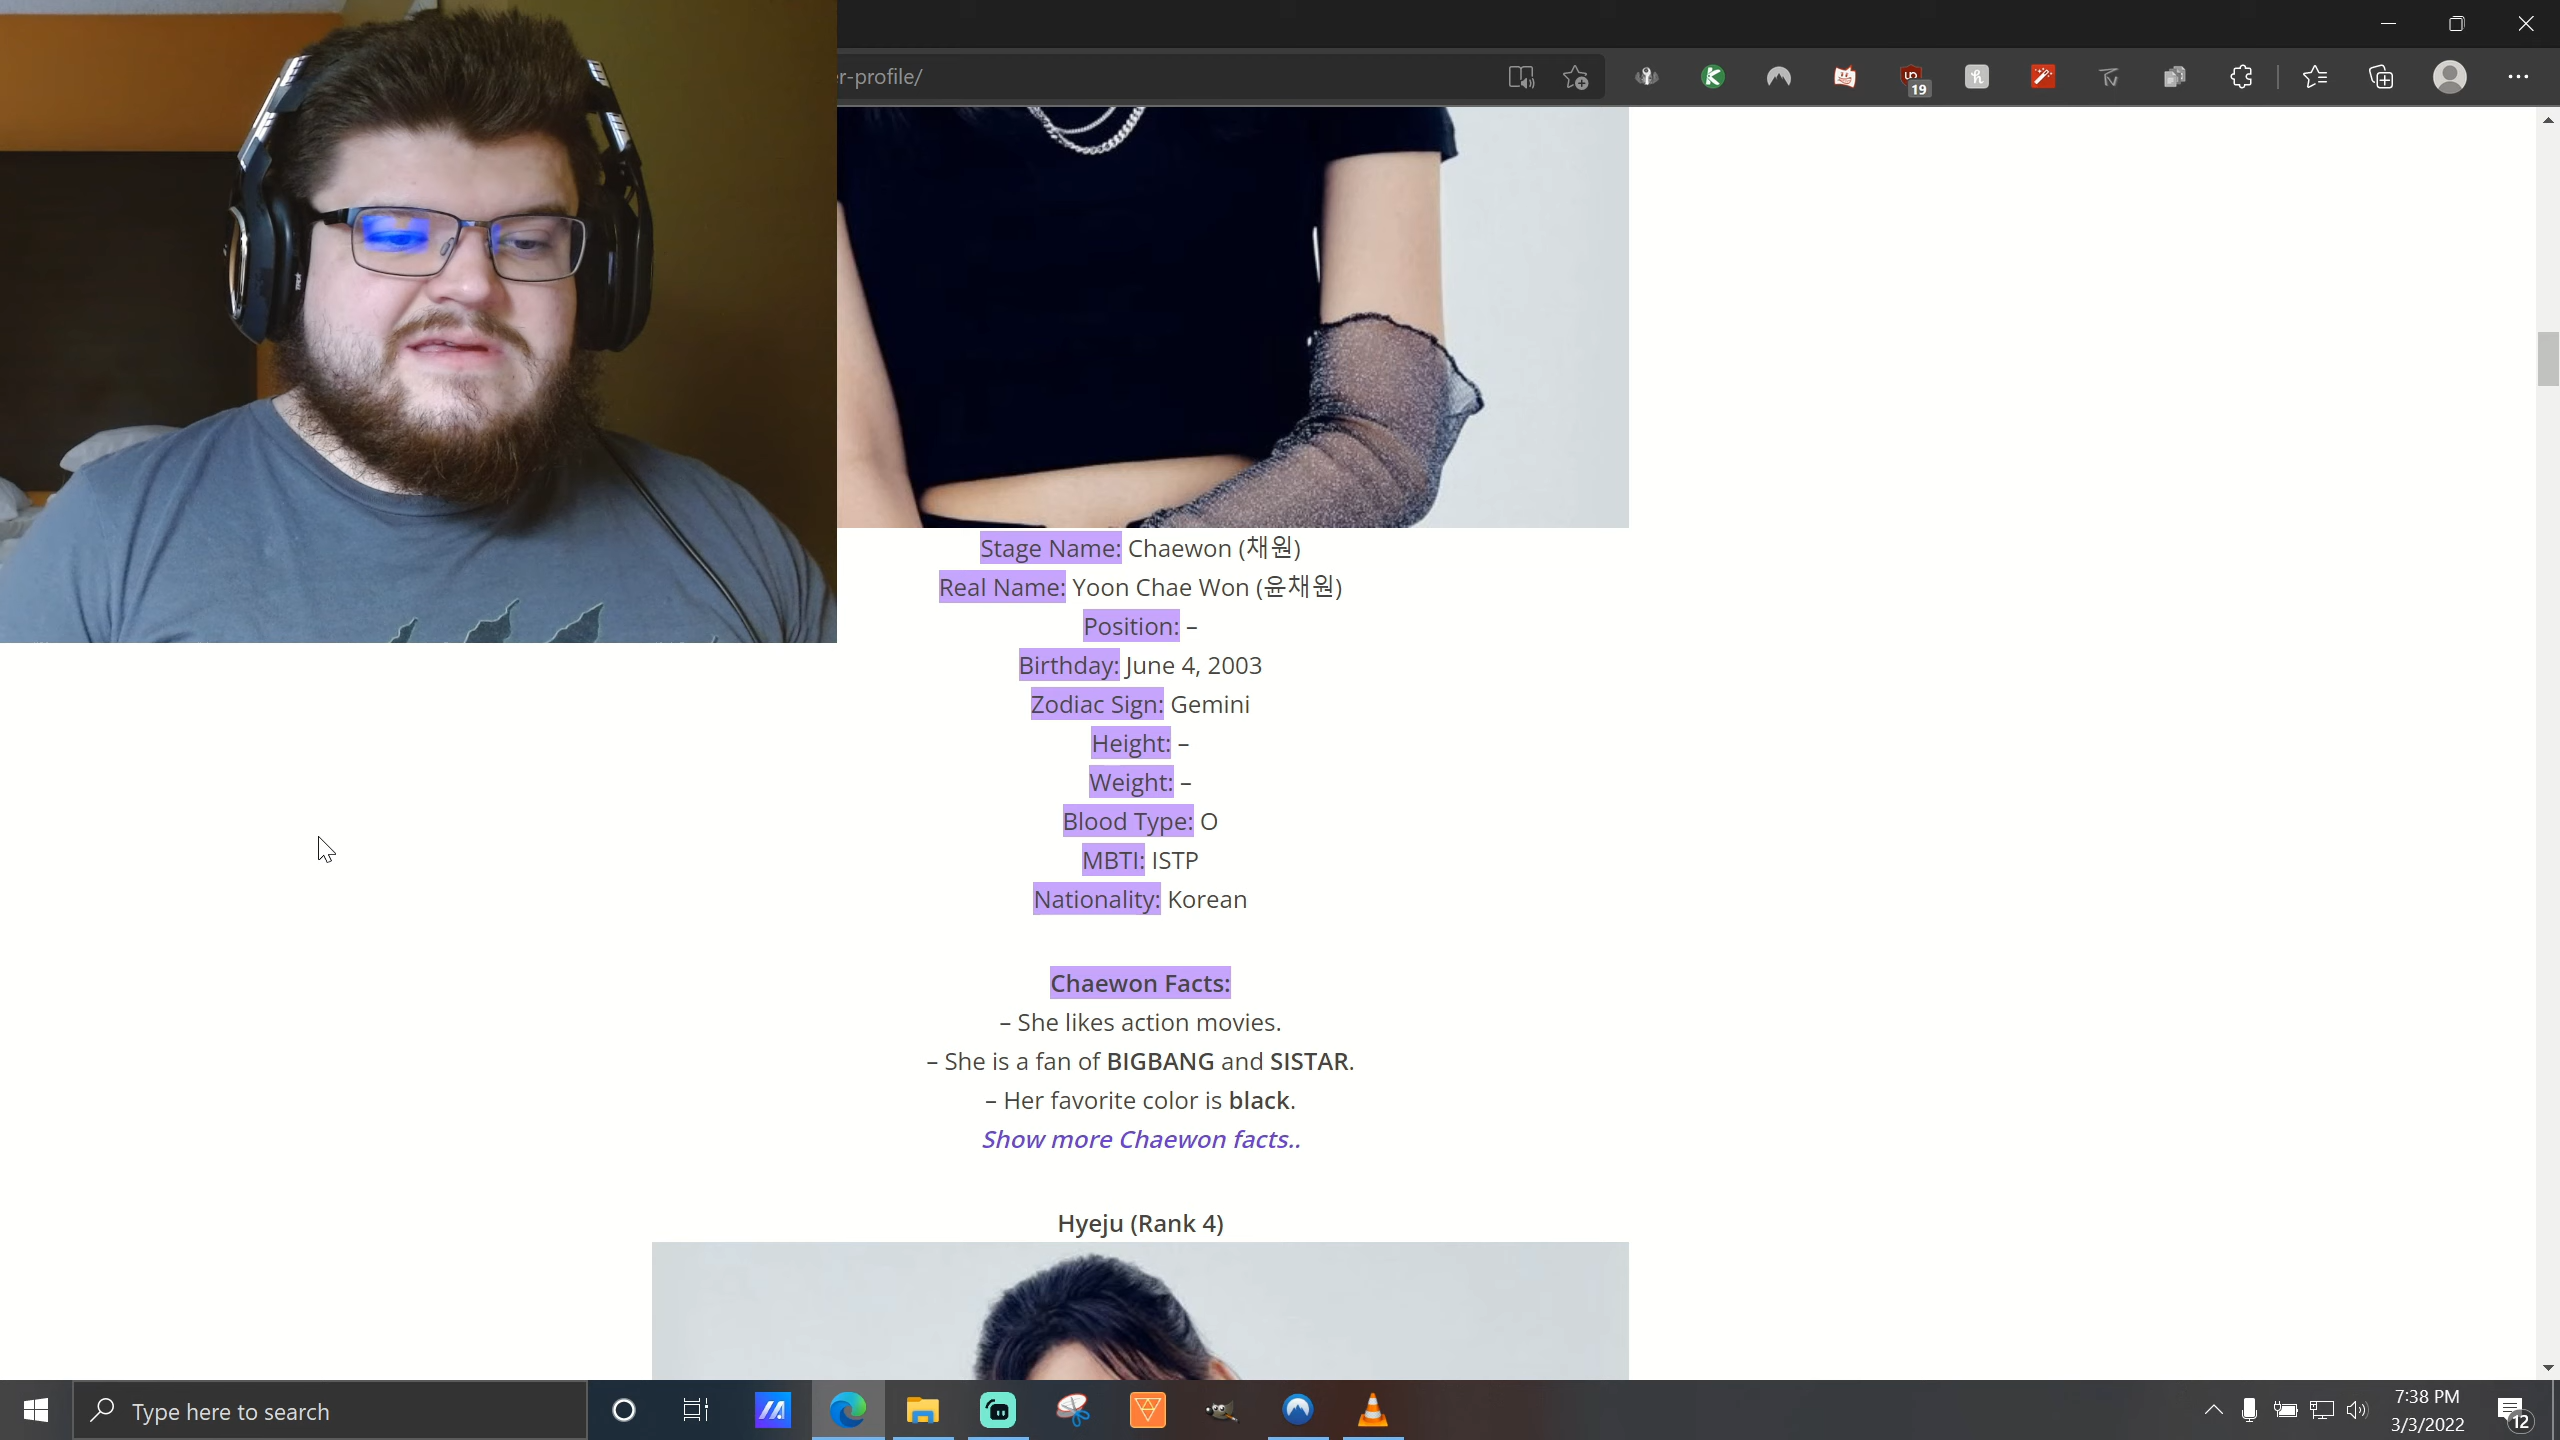 r-profile/
19
Stage Name: Chaewon (채원)
Real Name: Yoon Chae Won (윤채원)
Position: –
Birthday: June 4, 2003
Zodiac Sign: Gemini
Height: –
Weight: –
Blood Type: O
MBTI: ISTP
Nationality: Korean
Chaewon Facts:
– She likes action movies.
– She is a fan of BIGBANG and SISTAR.
– Her favorite color is black.
Show more Chaewon facts..
Hyeju (Rank 4)
Type here to search
7:38 PM
3/3/2022
12